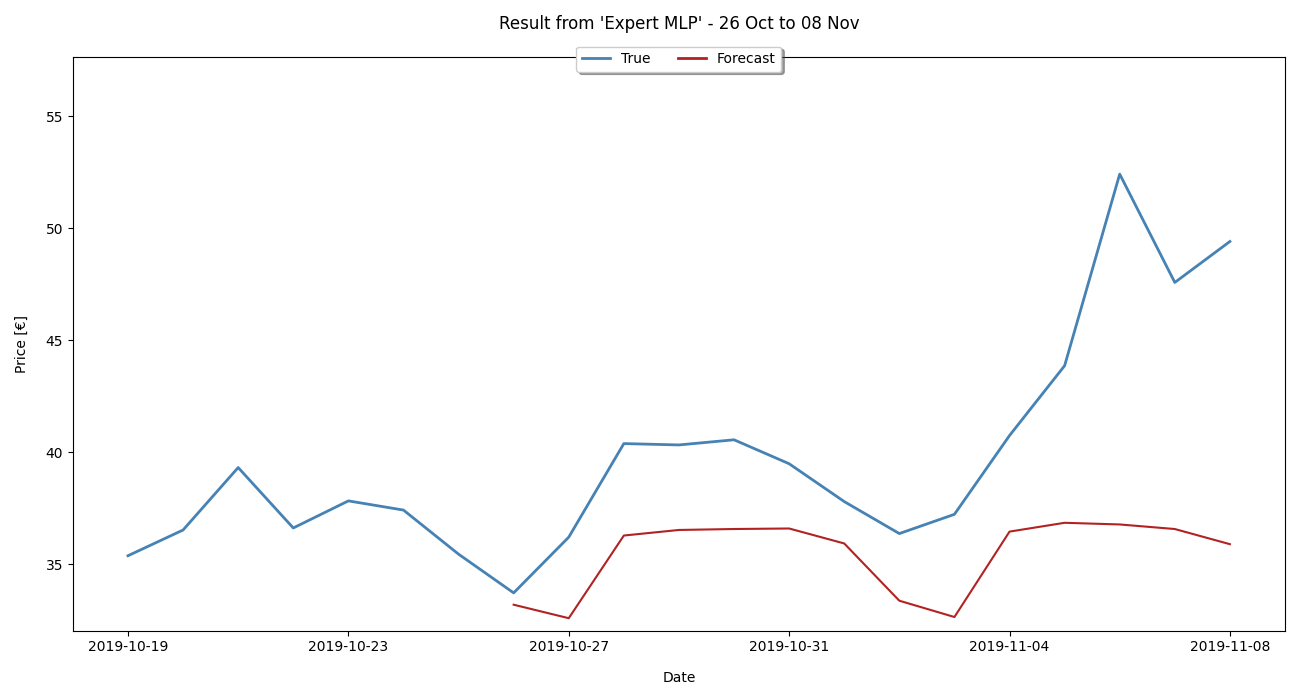 Result from 'Expert MLP' - 26 Oct to 08 Nov
True Forecast
55
50
45
40
35
Price [€]
2019-10-19 2019-10-23 2019-10-27 2019-10-31 2019-11-04 2019-11-08
Date